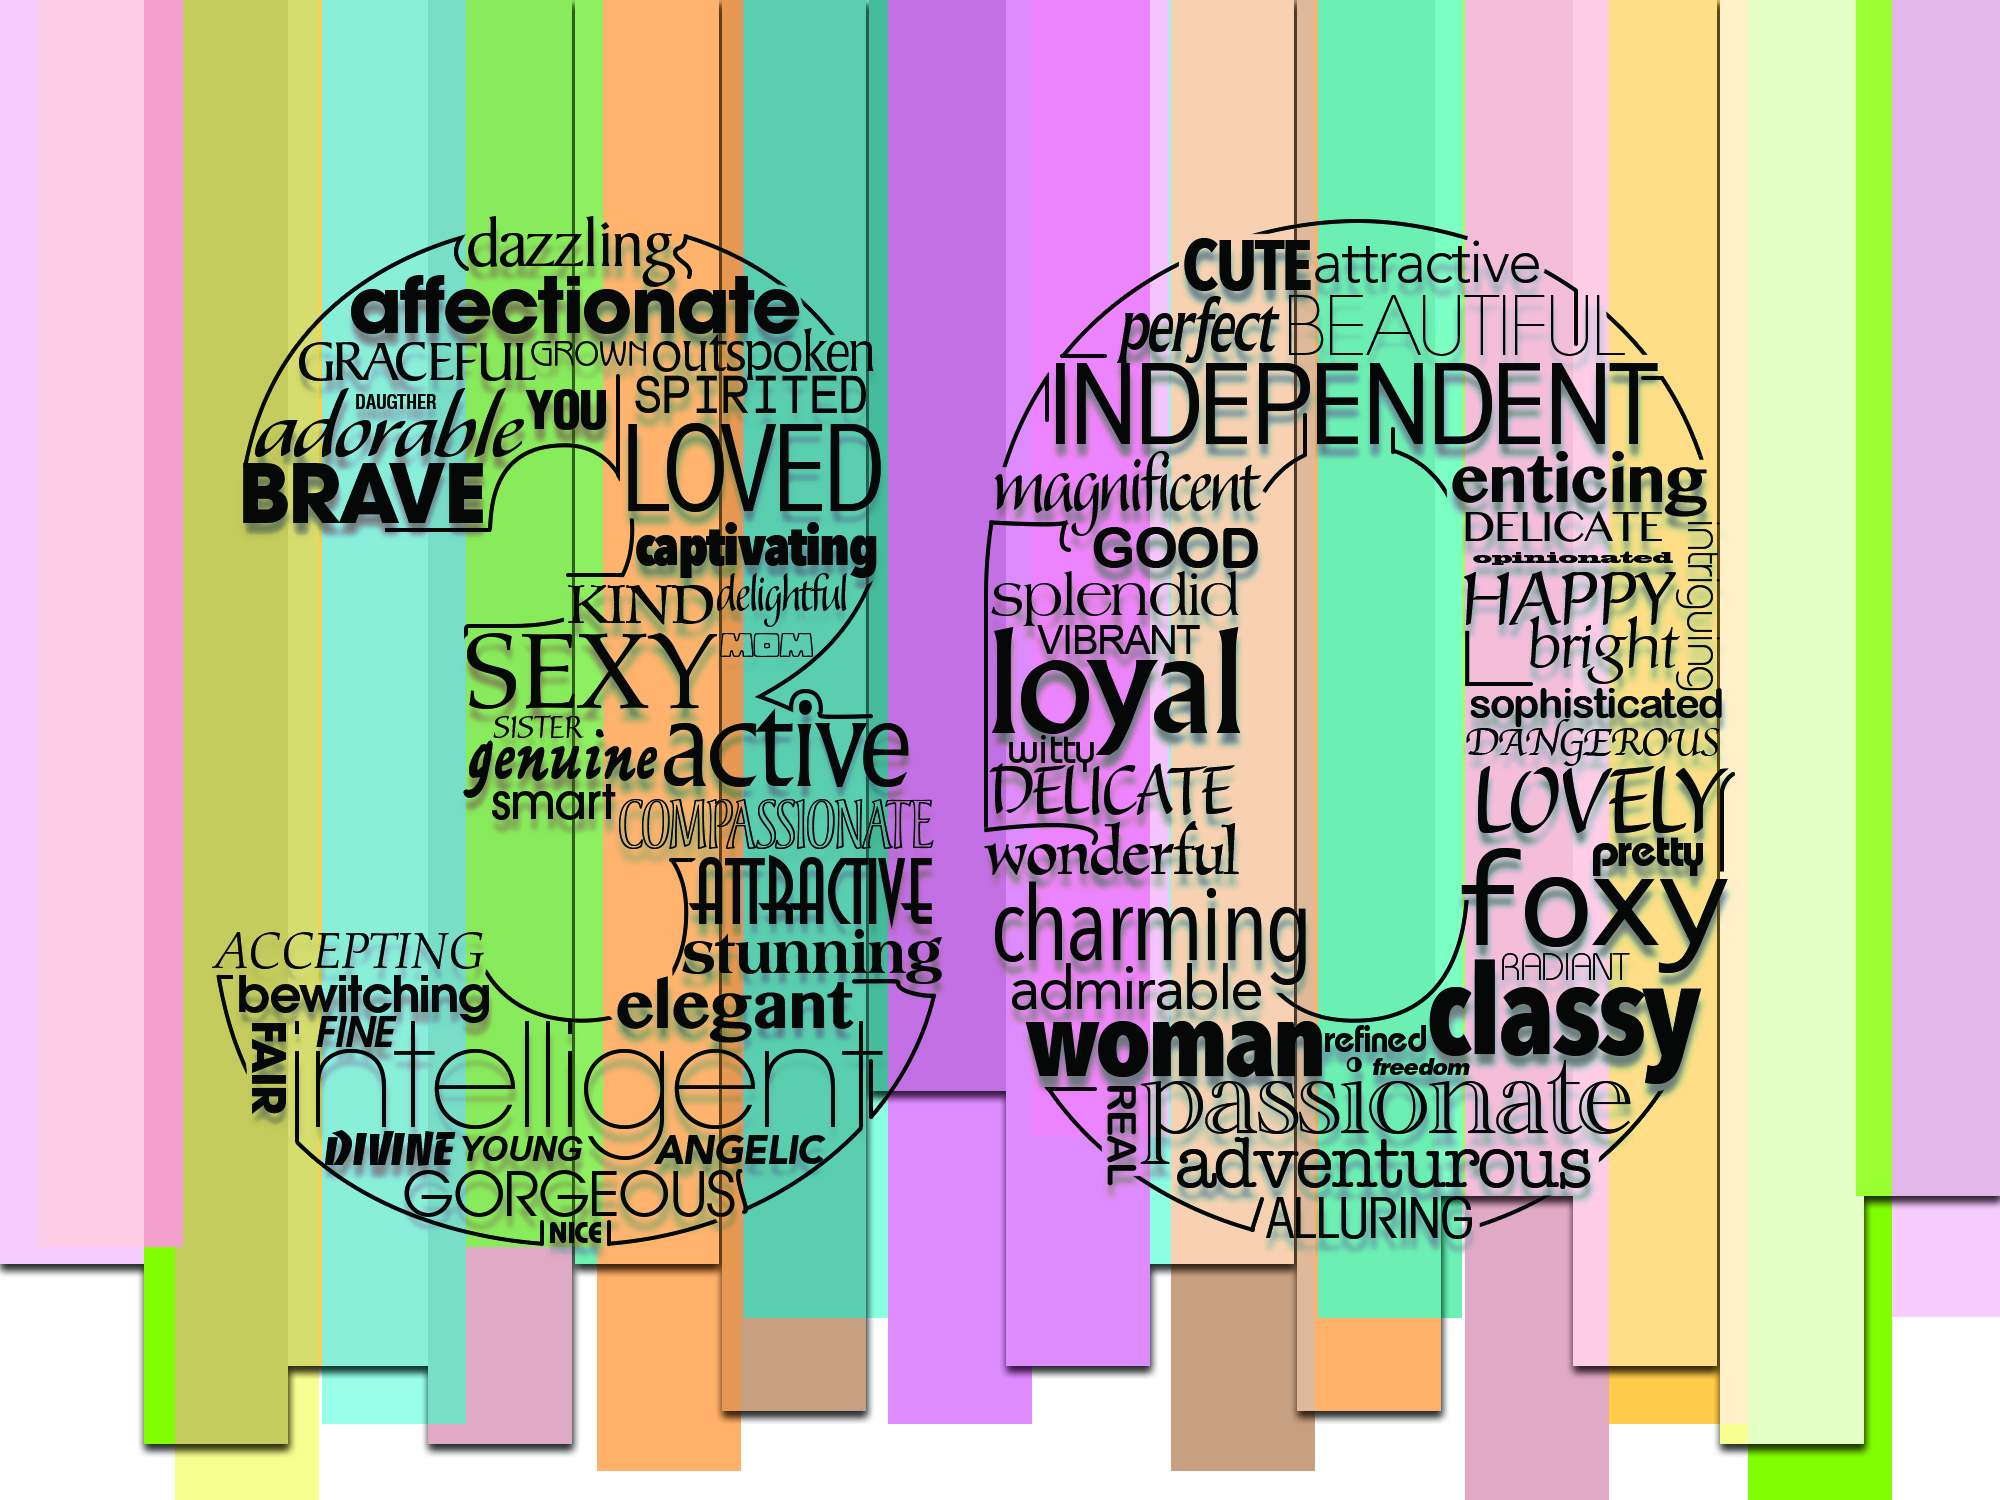 dazzling
affectionate
GRACEFUL GROWN outspoken
DAUGTHER YOU SPIRITED
adorable LOVED
BRAVE
captivating
KIND delightful
SEXY MOM
SISTER active
genuine
smart COMPASSIONATE
ATTRACTIVE
stunning
ACCEPTING
bewitching elegant
FAIR FINE
intelligent
DIVINE YOUNG ANGELIC
GORGEOUS
NICE
CUTE attractive
perfect BEAUTIFUL
INDEPENDENT
magnificent enticing
GOOD DELICATE intriguing
opinionated
splendid HAPPY
VIBRANT bright
loyal sophisticated
witty DANGEROUS
DELICATE LOVELY
wonderful pretty
charming foxy
admirable RADIANT
woman refined classy
freedom
REAL passionate
adventurous
ALLURING